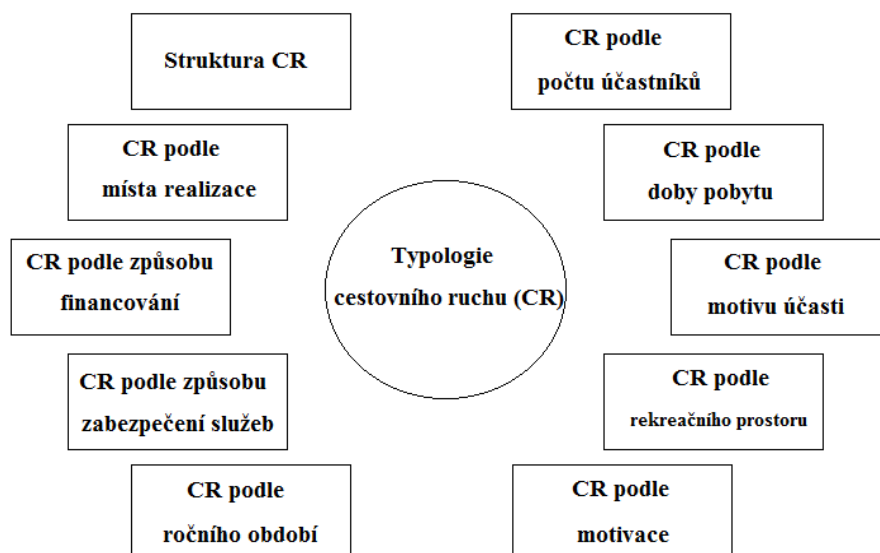 Struktura CR
CR podle
počtu účastníků
CR podle
místa realizace
CR podle
doby pobytu
CR podle způsobu
financování
Typologie
cestovního ruchu (CR)
CR podle
motivu účasti
CR podle způsobu
zabezpečení služeb
CR podle
rekreačního prostoru
CR podle
ročního období
CR podle
motivace